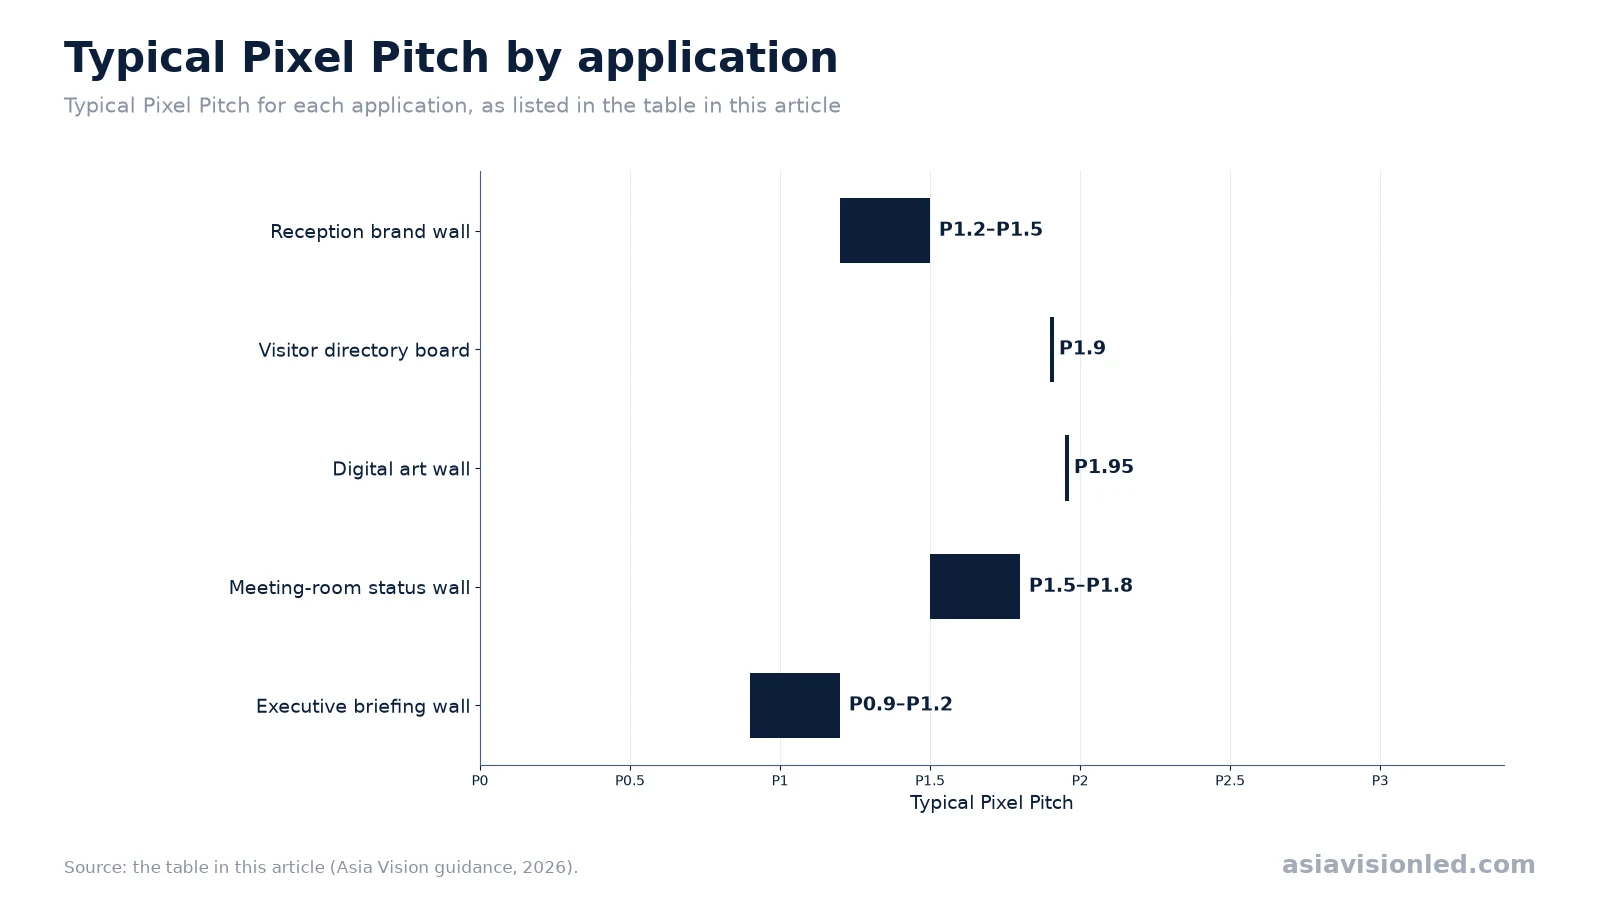 Typical Pixel Pitch by application
Typical Pixel Pitch for each application, as listed in the table in this article
Reception brand wall
P1.2–P1.5
Visitor directory board
P1.9
Digital art wall
P1.95
Meeting-room status wall
P1.5–P1.8
Executive briefing wall
P0.9–P1.2
P0 P0.5 P1 P1.5 P2 P2.5 P3
Typical Pixel Pitch
Source: the table in this article (Asia Vision guidance, 2026).
asiavisionled.com